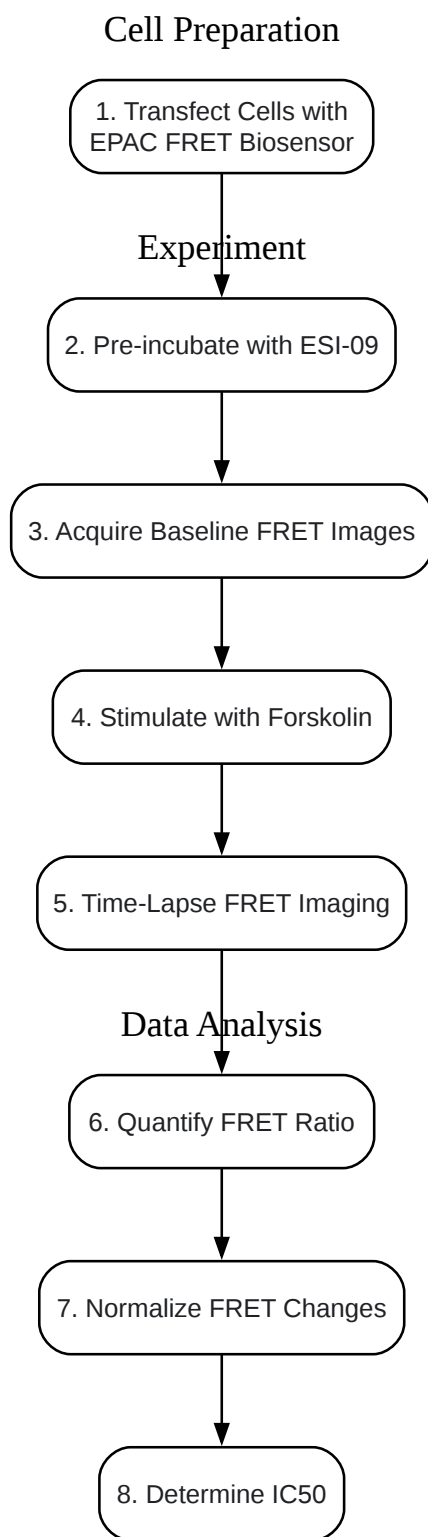 Cell Preparation
1. Transfect Cells with
EPAC FRET Biosensor
Experiment
2. Pre-incubate with ESI-09
3. Acquire Baseline FRET Images
4. Stimulate with Forskolin
5. Time-Lapse FRET Imaging
Data Analysis
6. Quantify FRET Ratio
7. Normalize FRET Changes
8. Determine IC50